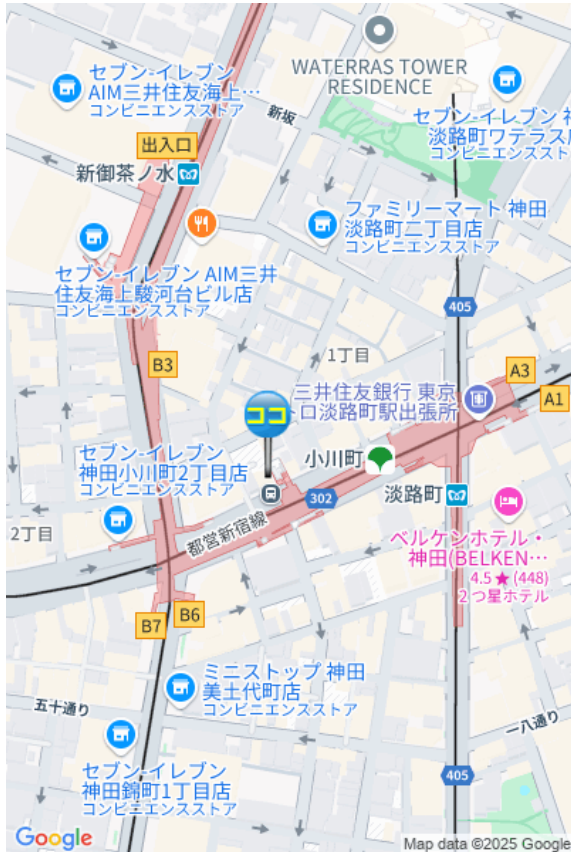 WATERRAS TOWER
RESIDENCE
セブン-イレブン
AIM三井住友海上…
コンビニエンスストア
セブン-イレブン 神
淡路町ワテラス
コンビニエンススト
新坂
出入口
新御茶ノ水
ファミリーマート 神田
淡路町二丁目店
コンビニエンスストア
セブン-イレブン AIM三井
住友海上駿河台ビル店
コンビニエンスストア
405
1丁目
B3
A3
三井住友銀行 東京
口淡路町駅出張所
A1
ココ
セブン-イレブン
神田小川町2丁目店
コンビニエンスストア
小川町
302
淡路町
2丁目
都営新宿線
ベルケンホテル・
神田(BELKEN…
4.5★(448)
2 つ星ホテル
B6
B7
ミニストップ 神田
美土代町店
コンビニエンスストア
五十通り
一八通り
セブン-イレブン
神田錦町1丁目店
コンビニエンスストア
405
Google
Map data ©2025 Google